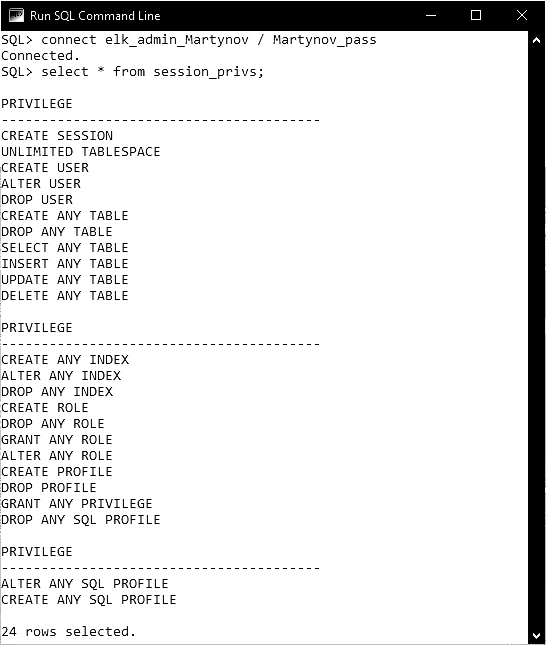 Run SQL Command Line
SQL> connect elk_admin_Martynov / Martynov_pass
Connected.
SQL> select * from session_privs;
PRIVILEGE
----------------------------------------
CREATE SESSION
UNLIMITED TABLESPACE
CREATE USER
ALTER USER
DROP USER
CREATE ANY TABLE
DROP ANY TABLE
SELECT ANY TABLE
INSERT ANY TABLE
UPDATE ANY TABLE
DELETE ANY TABLE
PRIVILEGE
----------------------------------------
CREATE ANY INDEX
ALTER ANY INDEX
DROP ANY INDEX
CREATE ROLE
DROP ANY ROLE
GRANT ANY ROLE
ALTER ANY ROLE
CREATE PROFILE
DROP PROFILE
GRANT ANY PRIVILEGE
DROP ANY SQL PROFILE
PRIVILEGE
----------------------------------------
ALTER ANY SQL PROFILE
CREATE ANY SQL PROFILE
24 rows selected.